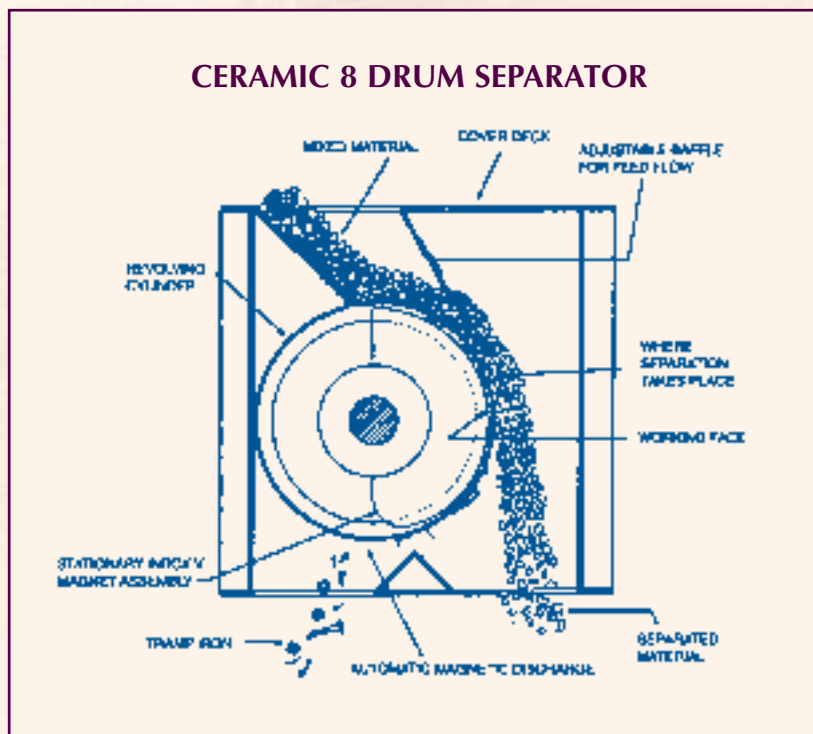 CERAMIC 8 DRUM SEPARATOR
COVER DECK
MIXED MATERIAL
ADJUSTABLE BAFFLE
FOR FEED FLOW
REVOLVING
CYLINDER
WHERE
SEPARATION
TAKES PLACE
WORKING FACE
STATIONARY
MAGNET ASSEMBLY
TRAMP IRON
AUTOMATIC MAGNETIC DISCHARGE
SEPARATED
MATERIAL